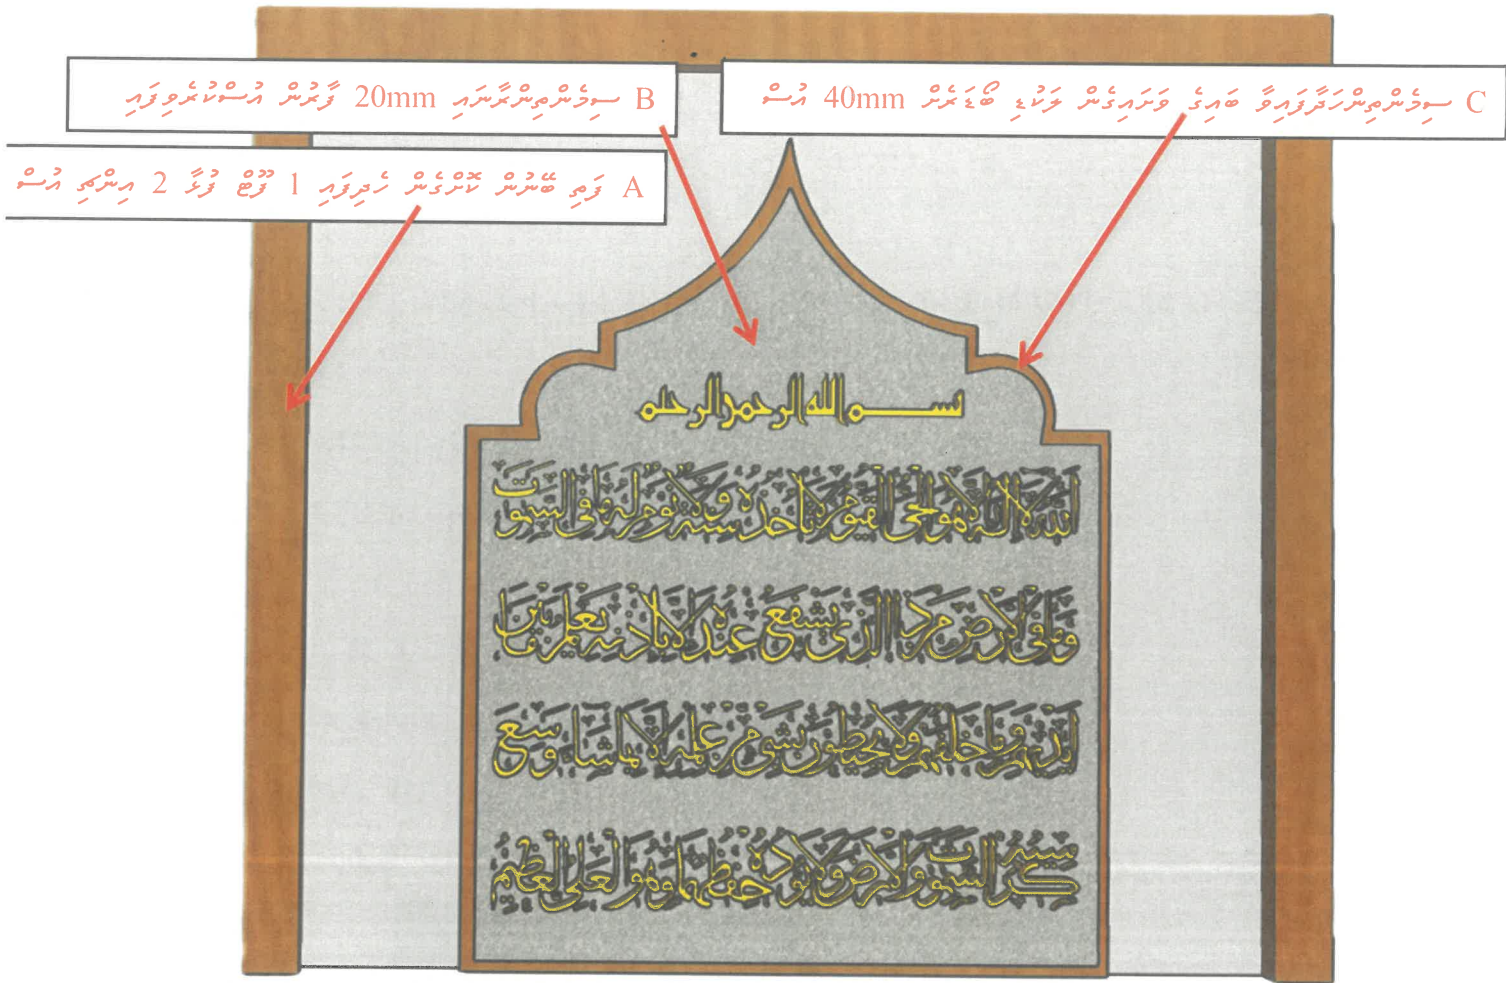 B ސިމެންތިންރާނައި 20mm ފާރުން އުސްކުރެވިފައި
C ސިމެންތިންހަދާފައިވާ ބައިގެ ވަށައިގެން ލަކުޑި ބޯޑަރެށް 40mm އުސް
A ފަތި ބޭނުން ކޮށްގެން ހެދިފައި 1 ފޫޓް ފުޅާ 2 އިންޗި އުސް
بسم الله الرحمن الرحيم
الله لا إله إلا هو الحي القيوم لا تأخذه سنة ولا نوم له ما في السموت
وما في الأرض من ذا الذي يشفع عنده إلا بإذنه يعلم ما بين
أيديهم وما خلفهم ولا يحيطون بشيء من علمه إلا بما شاء وسع
كرسيه السموت والأرض ولا يوده حفظهما وهو العلي العظيم